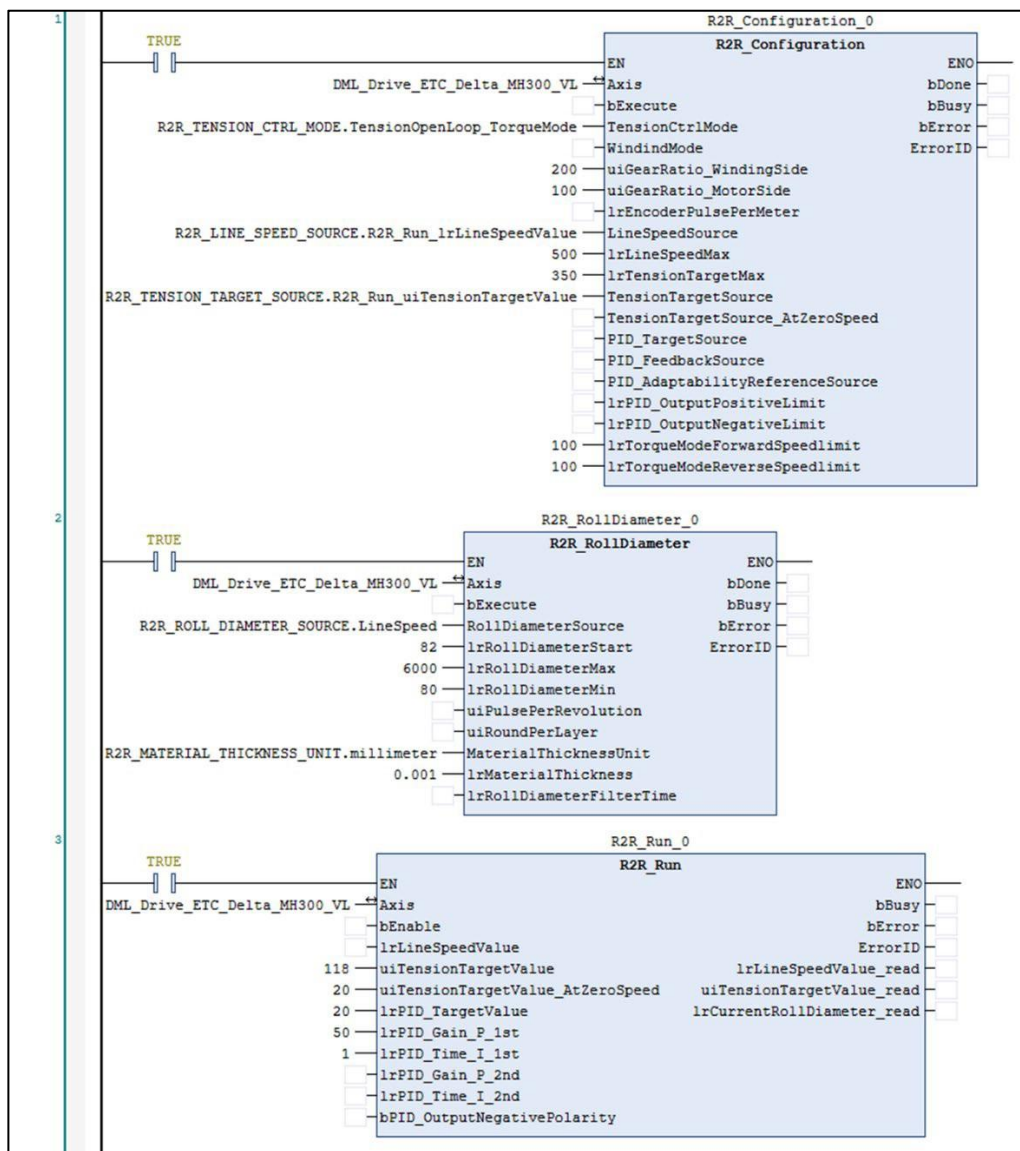 1
R2R_Configuration_0
TRUE
R2R_Configuration
EN ENO
DML_Drive_ETC_Delta_MH300_VL Axis bDone
bExecute bBusy
R2R_TENSION_CTRL_MODE.TensionOpenLoop_TorqueMode TensionCtrlMode bError
WindindMode ErrorID
200 uiGearRatio_WindingSide
100 uiGearRatio_MotorSide
lrEncoderPulsePerMeter
R2R_LINE_SPEED_SOURCE.R2R_Run_lrLineSpeedValue LineSpeedSource
500 lrLineSpeedMax
350 lrTensionTargetMax
R2R_TENSION_TARGET_SOURCE.R2R_Run_uiTensionTargetValue TensionTargetSource
TensionTargetSource_AtZeroSpeed
PID_TargetSource
PID_FeedbackSource
PID_AdaptabilityReferenceSource
lrPID_OutputPositiveLimit
lrPID_OutputNegativeLimit
100 lrTorqueModeForwardSpeedlimit
100 lrTorqueModeReverseSpeedlimit
2
R2R_RollDiameter_0
TRUE
R2R_RollDiameter
EN ENO
DML_Drive_ETC_Delta_MH300_VL Axis bDone
bExecute bBusy
R2R_ROLL_DIAMETER_SOURCE.LineSpeed RollDiameterSource bError
82 lrRollDiameterStart ErrorID
6000 lrRollDiameterMax
80 lrRollDiameterMin
uiPulsePerRevolution
uiRoundPerLayer
R2R_MATERIAL_THICKNESS_UNIT.millimeter MaterialThicknessUnit
0.001 lrMaterialThickness
lrRollDiameterFilterTime
3
R2R_Run_0
TRUE
R2R_Run
EN ENO
DML_Drive_ETC_Delta_MH300_VL Axis bBusy
bEnable bError
lrLineSpeedValue ErrorID
118 uiTensionTargetValue lrLineSpeedValue_read
20 uiTensionTargetValue_AtZeroSpeed uiTensionTargetValue_read
20 lrPID_TargetValue lrCurrentRollDiameter_read
50 lrPID_Gain_P_1st
1 lrPID_Time_I_1st
lrPID_Gain_P_2nd
lrPID_Time_I_2nd
bPID_OutputNegativePolarity